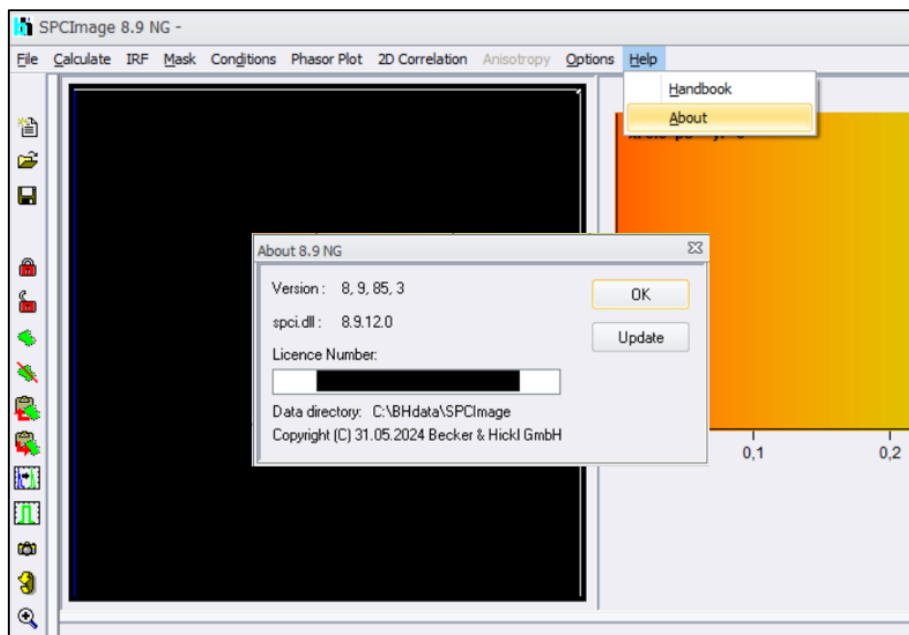 SPCImage 8.9 NG -
File Calculate IRF Mask Conditions Phasor Plot 2D Correlation Anisotropy Options Help
Handbook
About
About 8.9 NG
Version : 8, 9, 85, 3
OK
spci.dll : 8.9.12.0
Update
Licence Number:
Data directory: C:\BHdata\SPCImage
Copyright (C) 31.05.2024 Becker & Hickl GmbH
0,1 0,2